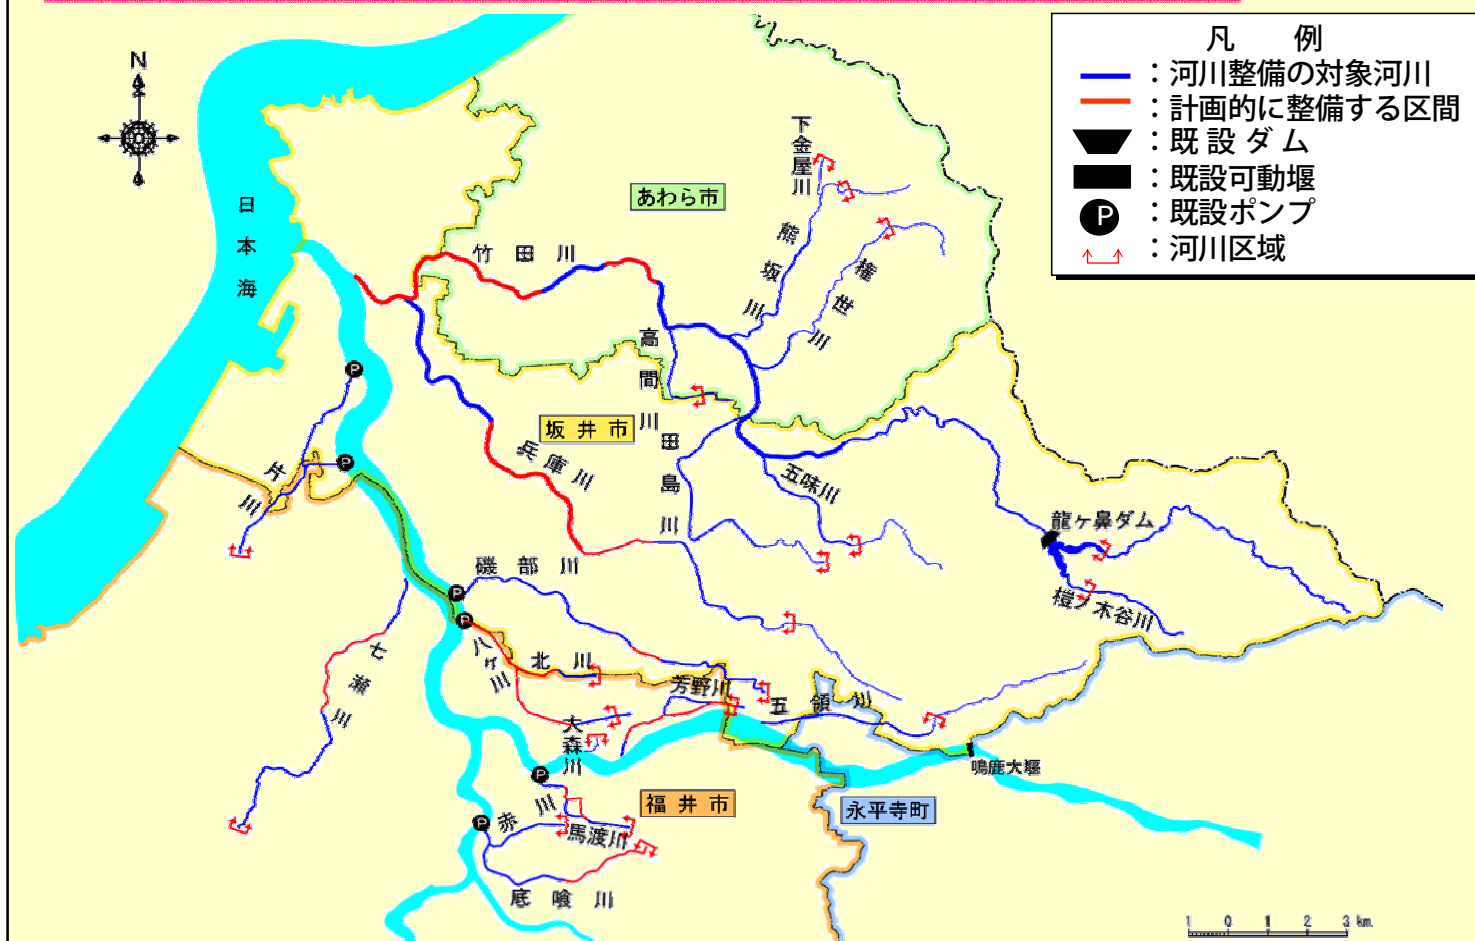 凡 例
：河川整備の対象河川
：計画的に整備する区間
：既設ダム
：既設可動堰
P ：既設ポンプ
：河川区域
N
日本海
あわら市
下金屋川
熊坂川
権世川
竹田川
高間川
坂井市
田島川
兵庫川
五味川
片川
P
P
龍ヶ鼻ダム
榿ノ木谷川
磯部川
P
P
八ヶ川
北川
七瀬川
芳野川
五領川
大森川
鳴鹿大堰
P
赤川
福井市
永平寺町
P
馬渡川
底喰川
1 0 1 2 3 km.